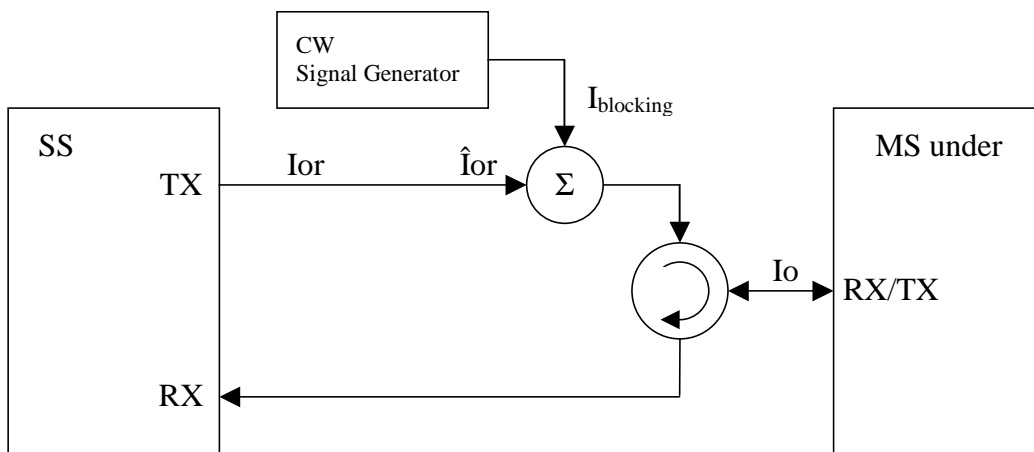 CW
Signal Generator
I_blocking
SS
MS under
Ior
Îor
TX
Σ
Io
RX/TX
RX